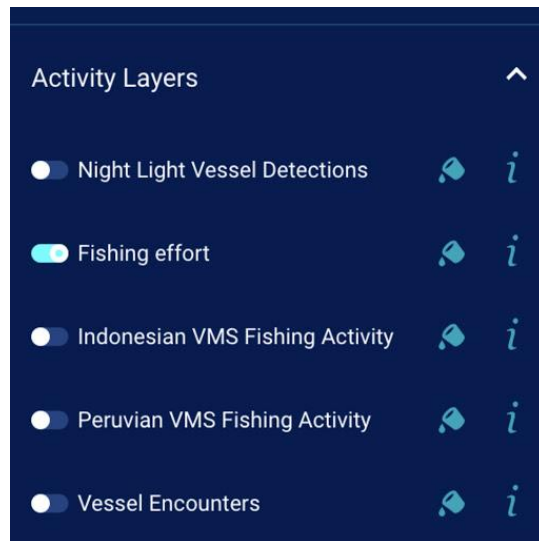 Activity Layers
Night Light Vessel Detections i
Fishing effort i
Indonesian VMS Fishing Activity i
Peruvian VMS Fishing Activity i
Vessel Encounters i